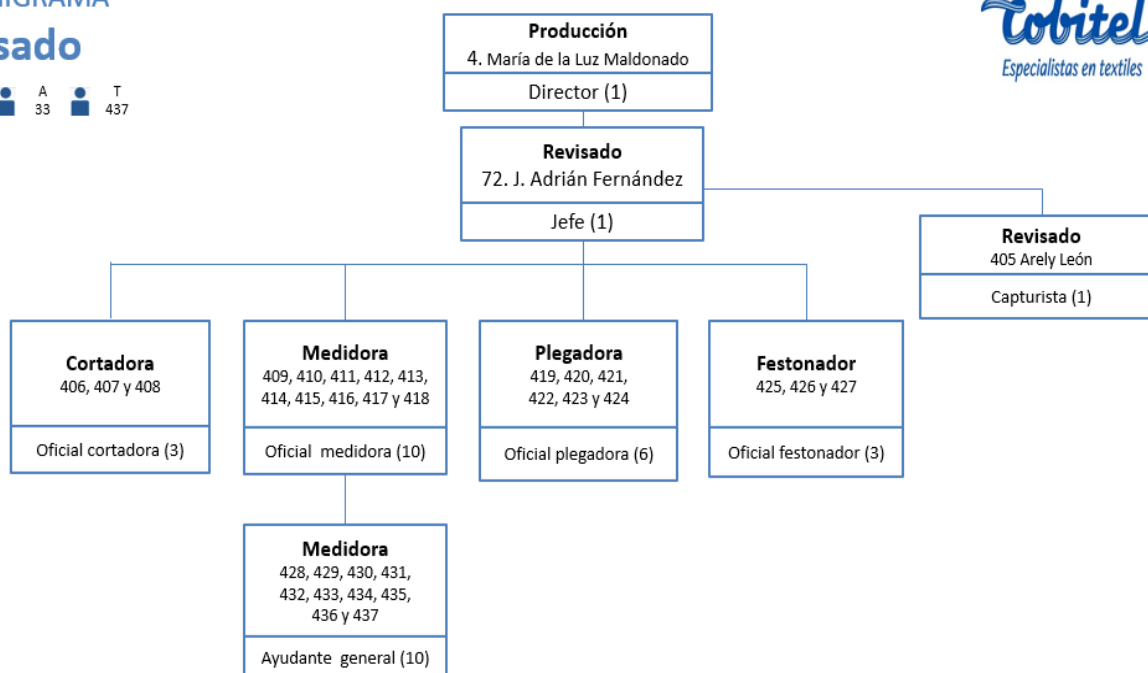 sado
A
33
T
437
Cobitel
Especialistas en textiles
Producción
4. María de la Luz Maldonado
Director (1)
Revisado
72. J. Adrián Fernández
Jefe (1)
Revisado
405 Arely León
Capturista (1)
Cortadora
406, 407 y 408
Oficial cortadora (3)
Medidora
409, 410, 411, 412, 413,
414, 415, 416, 417 y 418
Oficial medidora (10)
Plegadora
419, 420, 421,
422, 423 y 424
Oficial plegadora (6)
Festonador
425, 426 y 427
Oficial festonador (3)
Medidora
428, 429, 430, 431,
432, 433, 434, 435,
436 y 437
Ayudante general (10)